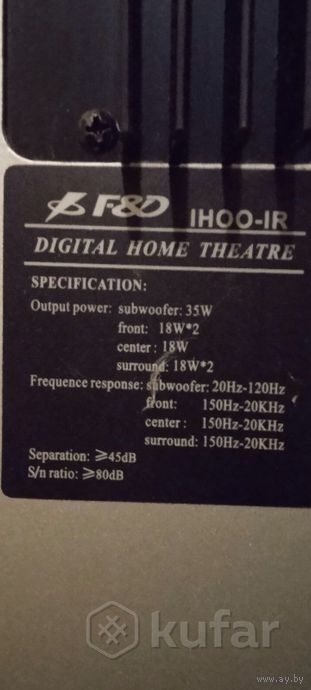 F&D IHOO-IR
DIGITAL HOME THEATRE
SPECIFICATION:
Output power: subwoofer: 35W
front: 18W*2
center : 18W
surround: 18W*2
Frequence response: subwoofer: 20Hz-120Hz
front: 150Hz-20KHz
center : 150Hz-20KHz
surround: 150Hz-20KHz
Separation: ≥45dB
S/n ratio: ≥80dB
kufar
www.ay.by